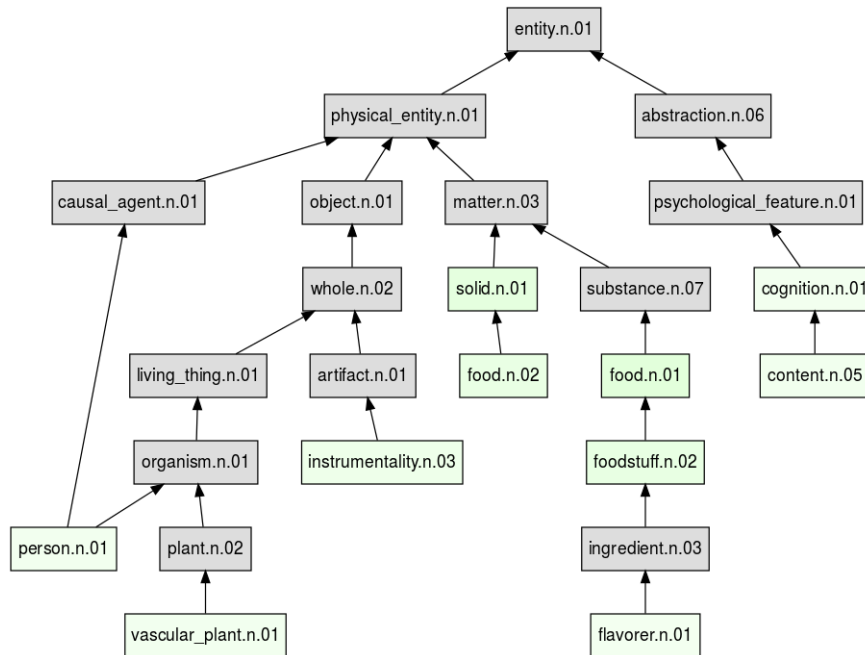 entity.n.01
physical_entity.n.01
abstraction.n.06
causal_agent.n.01
object.n.01
matter.n.03
psychological_feature.n.01
whole.n.02
solid.n.01
substance.n.07
cognition.n.01
living_thing.n.01
artifact.n.01
food.n.02
food.n.01
content.n.05
organism.n.01
instrumentality.n.03
foodstuff.n.02
person.n.01
plant.n.02
ingredient.n.03
vascular_plant.n.01
flavorer.n.01